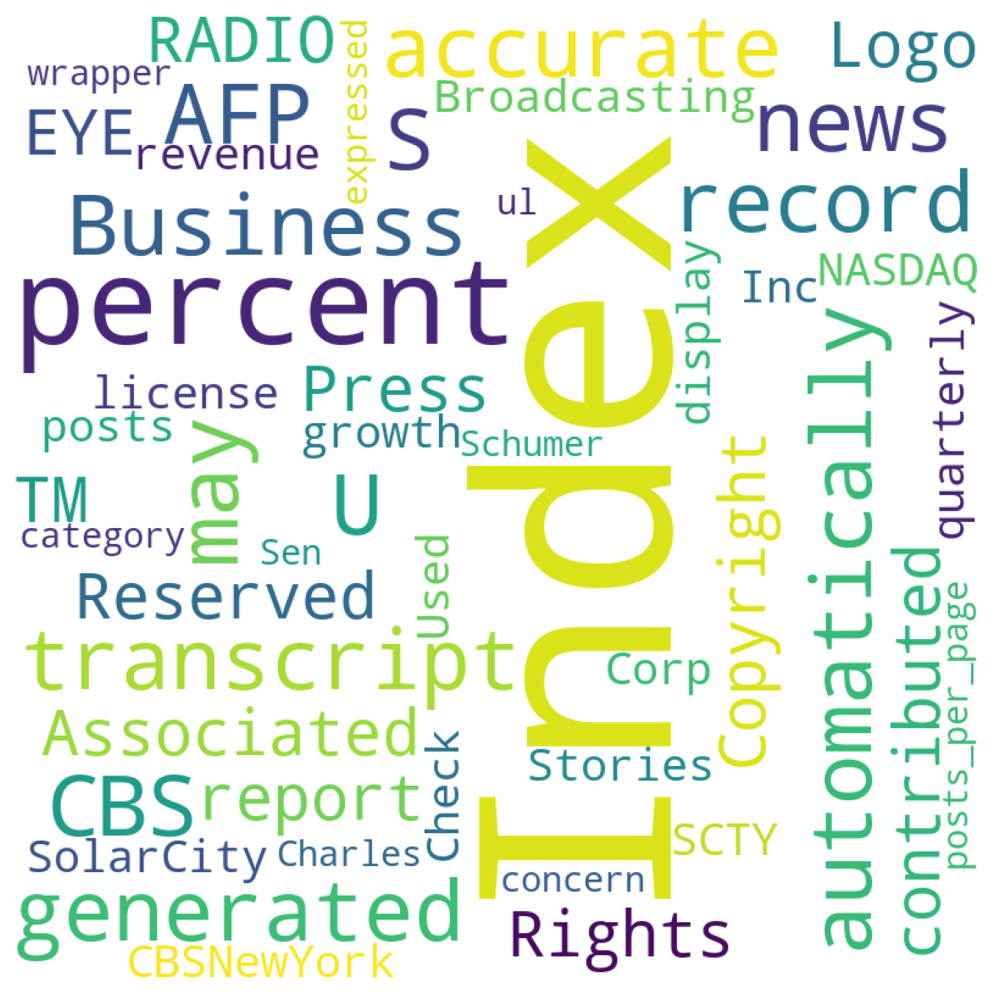 RADIO
expressed
accurate
Logo
wrapper
AFP
Broadcasting
EYE
S
news
revenue
ul
record
Business
Index
display
NASDAQ
percent
Inc
automatically
quarterly
license
Press
posts
growth
Schumer
may
Copyright
TM
U
category
Sen
Used
contributed
Reserved
posts_per_page
transcript
Corp
Associated
Check
Stories
CBS
report
SCTY
SolarCity
Charles
concern
generated
Rights
CBSNewYork